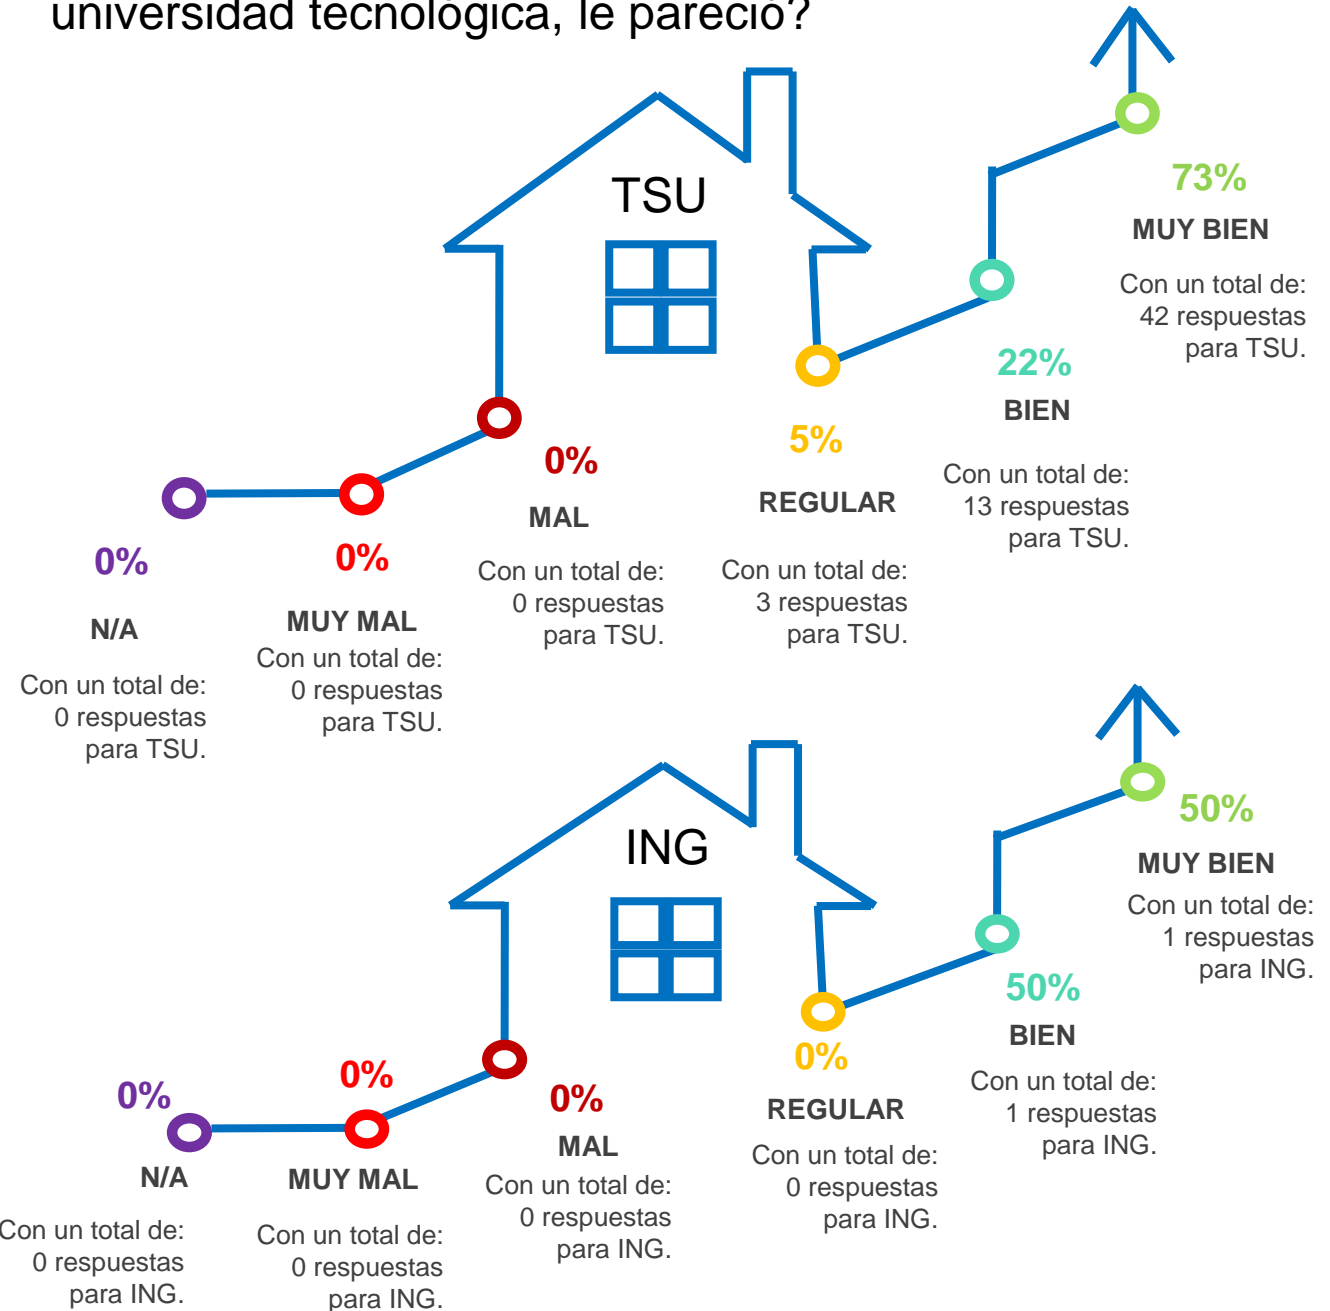 universidad tecnológica, le pareció?
TSU
73%
MUY BIEN
Con un total de:
42 respuestas
para TSU.
22%
BIEN
Con un total de:
13 respuestas
para TSU.
5%
REGULAR
Con un total de:
3 respuestas
para TSU.
0%
MAL
Con un total de:
0 respuestas
para TSU.
0%
MUY MAL
Con un total de:
0 respuestas
para TSU.
0%
N/A
Con un total de:
0 respuestas
para TSU.
ING
50%
MUY BIEN
Con un total de:
1 respuestas
para ING.
50%
BIEN
Con un total de:
1 respuestas
para ING.
0%
REGULAR
Con un total de:
0 respuestas
para ING.
0%
MAL
Con un total de:
0 respuestas
para ING.
0%
MUY MAL
Con un total de:
0 respuestas
para ING.
0%
N/A
Con un total de:
0 respuestas
para ING.